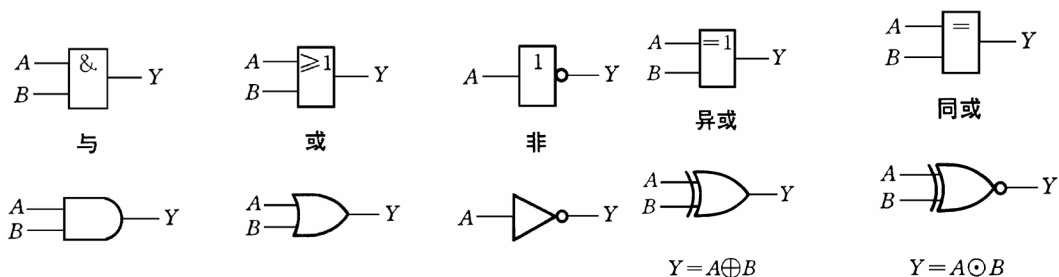 A & Y
B
与
A ≥1 Y
B
或
A 1 Y
非
A =1 Y
B
异或
A = Y
B
同或
A Y
B
A Y
B
A Y
A Y
B
Y=A⊕B
A Y
B
Y=A⊙B